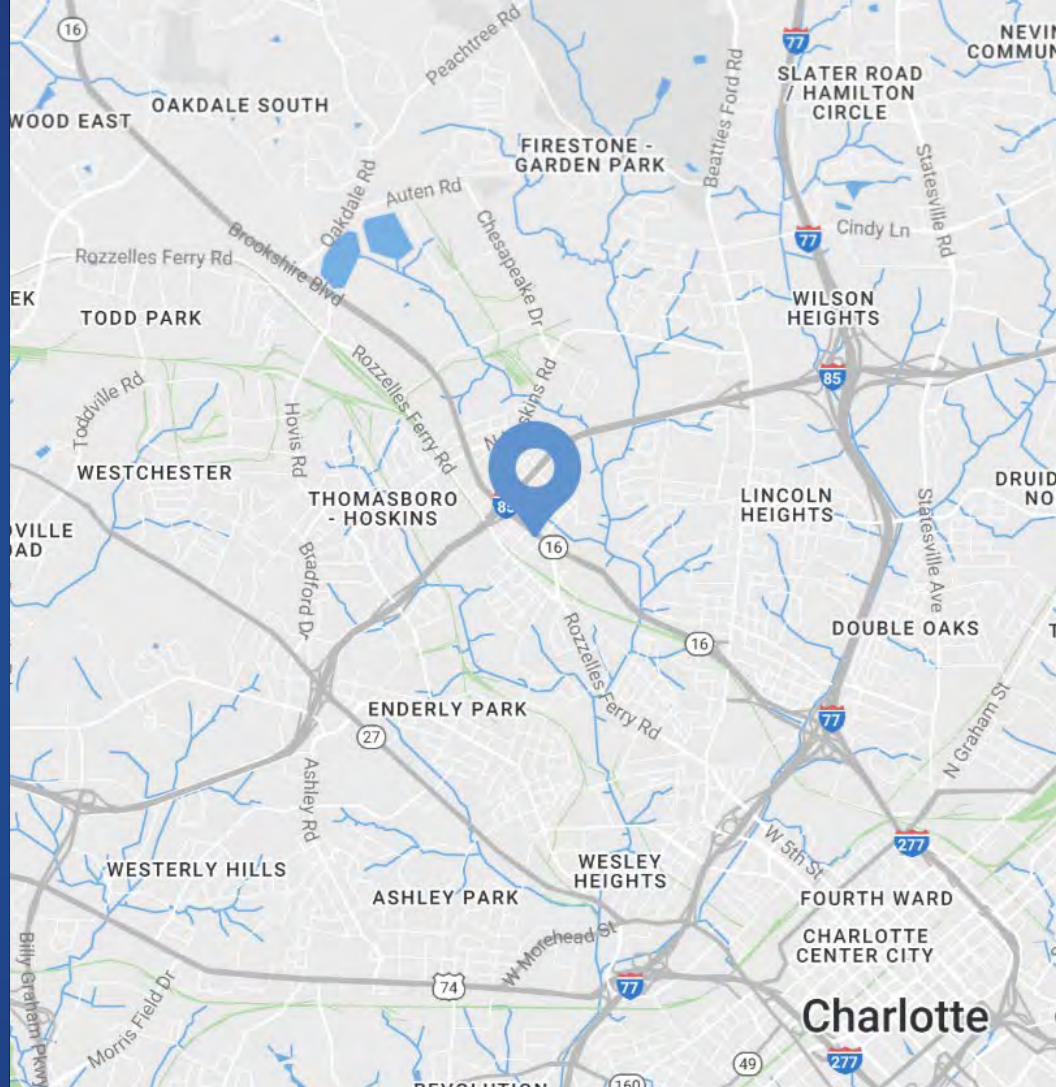 16
Peachtree Rd
77
NEVIN
COMMUN
SLATER ROAD
/ HAMILTON
CIRCLE
OAKDALE SOUTH
WOOD EAST
FIRESTONE -
GARDEN PARK
Beatties Ford Rd
Statesville Rd
Oakdale Rd
Auten Rd
Chesapeake Dr
77
Cindy Ln
Brookshire Blvd
Rozzelles Ferry Rd
EK
TODD PARK
WILSON
HEIGHTS
85
Rozzelles Ferry Rd
Toddville Rd
Hovis Rd
WESTCHESTER
THOMASBORO
- HOSKINS
85
16
LINCOLN
HEIGHTS
DRUID
NO
Statesville Ave
OVILLE
OAD
Bradford Dr
Rozzelles Ferry Rd
16
DOUBLE OAKS
T
ENDERLY PARK
27
77
N Graham St
Ashley Rd
277
W 5th St
WESTERLY HILLS
WESLEY
HEIGHTS
ASHLEY PARK
FOURTH WARD
W Morehead St
CHARLOTTE
CENTER CITY
Billy Graham Pkwy
Morris Field Dr
74
77
Charlotte
49
277
REVOLUTION
160